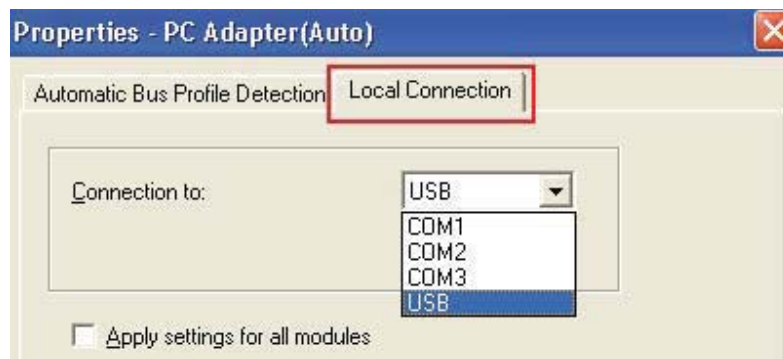 Properties - PC Adapter(Auto)
Automatic Bus Profile Detection
Local Connection
Connection to:
USB
COM1
COM2
COM3
USB
Apply settings for all modules